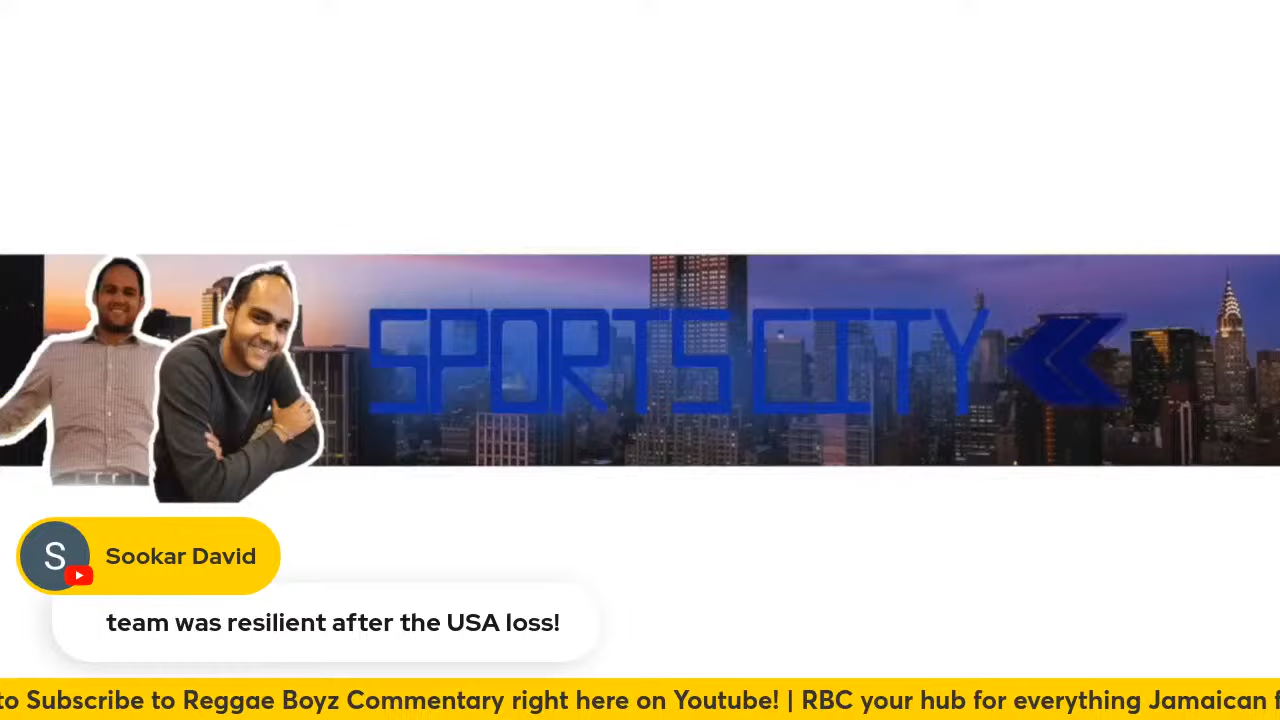 SPORTS CITY
S
Sookar David
team was resilient after the USA loss!
to Subscribe to Reggae Boyz Commentary right here on Youtube! | RBC your hub for everything Jamaican f